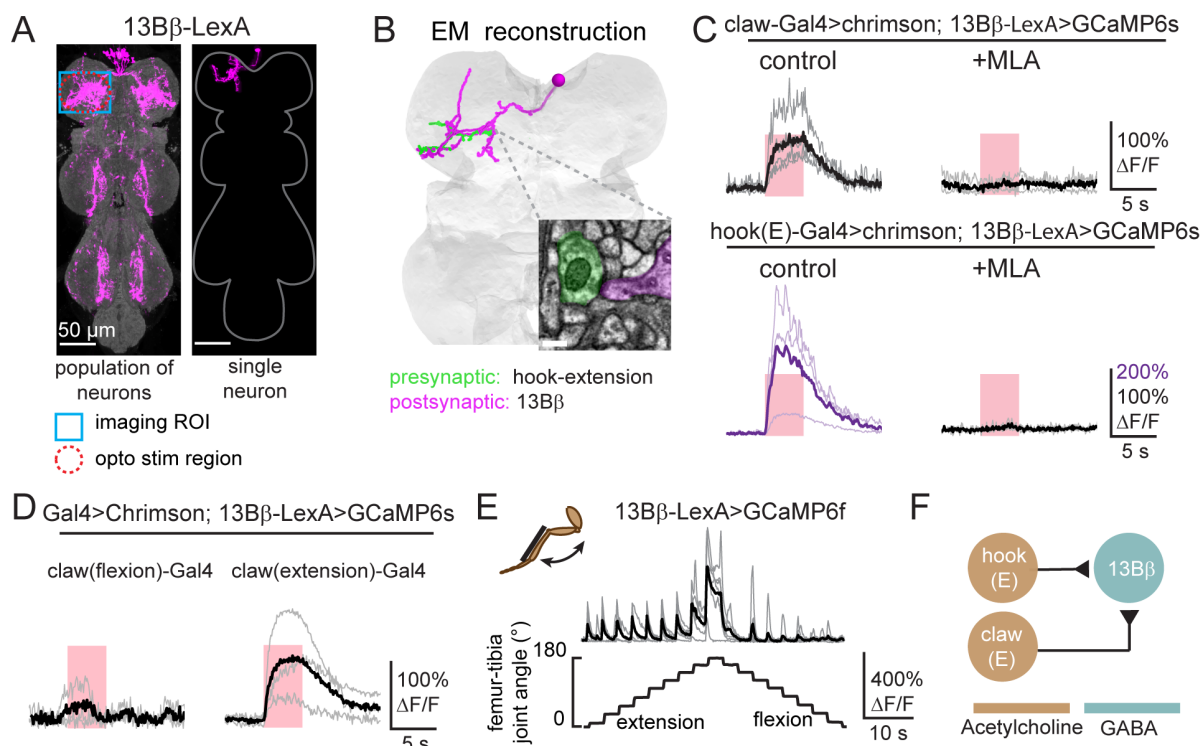 A
13Bβ-LexA
50 μm
population of
neurons
single
neuron
imaging ROI
opto stim region
B
EM reconstruction
presynaptic: hook-extension
postsynaptic: 13Bβ
C
claw-Gal4>chrimson; 13Bβ-LexA>GCaMP6s
control
+MLA
100%
ΔF/F
5 s
hook(E)-Gal4>chrimson; 13Bβ-LexA>GCaMP6s
control
+MLA
200%
100%
ΔF/F
5 s
D
Gal4>Chrimson; 13Bβ-LexA>GCaMP6s
claw(flexion)-Gal4
claw(extension)-Gal4
100%
ΔF/F
5 s
E
13Bβ-LexA>GCaMP6f
femur-tibia
joint angle (°)
180
0
extension
flexion
400%
ΔF/F
10 s
F
hook
(E)
13Bβ
claw
(E)
Acetylcholine
GABA